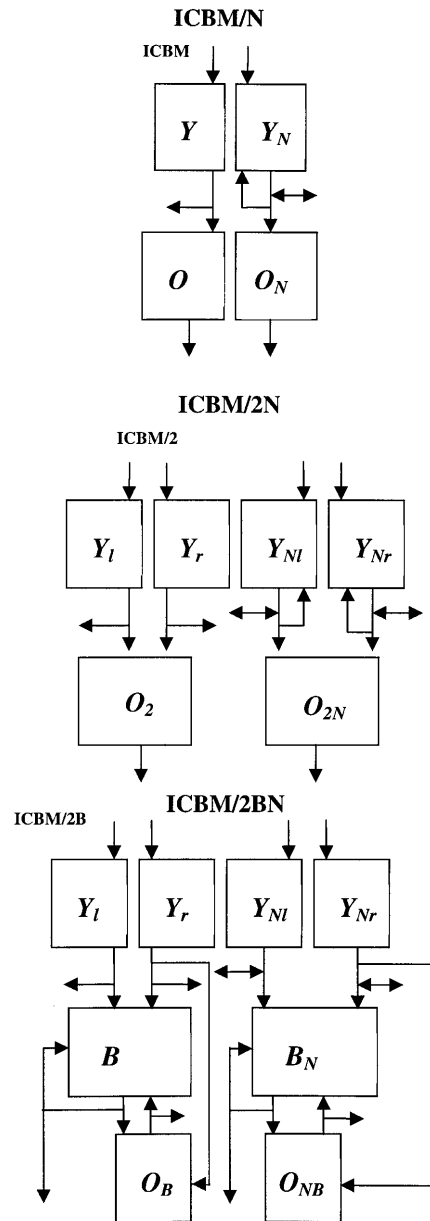 ICBM/N
ICBM
Y Y_N
O O_N
ICBM/2N
ICBM/2
Y_l Y_r Y_Nl Y_Nr
O_2 O_2N
ICBM/2BN
ICBM/2B
Y_l Y_r Y_Nl Y_Nr
B B_N
O_B O_NB